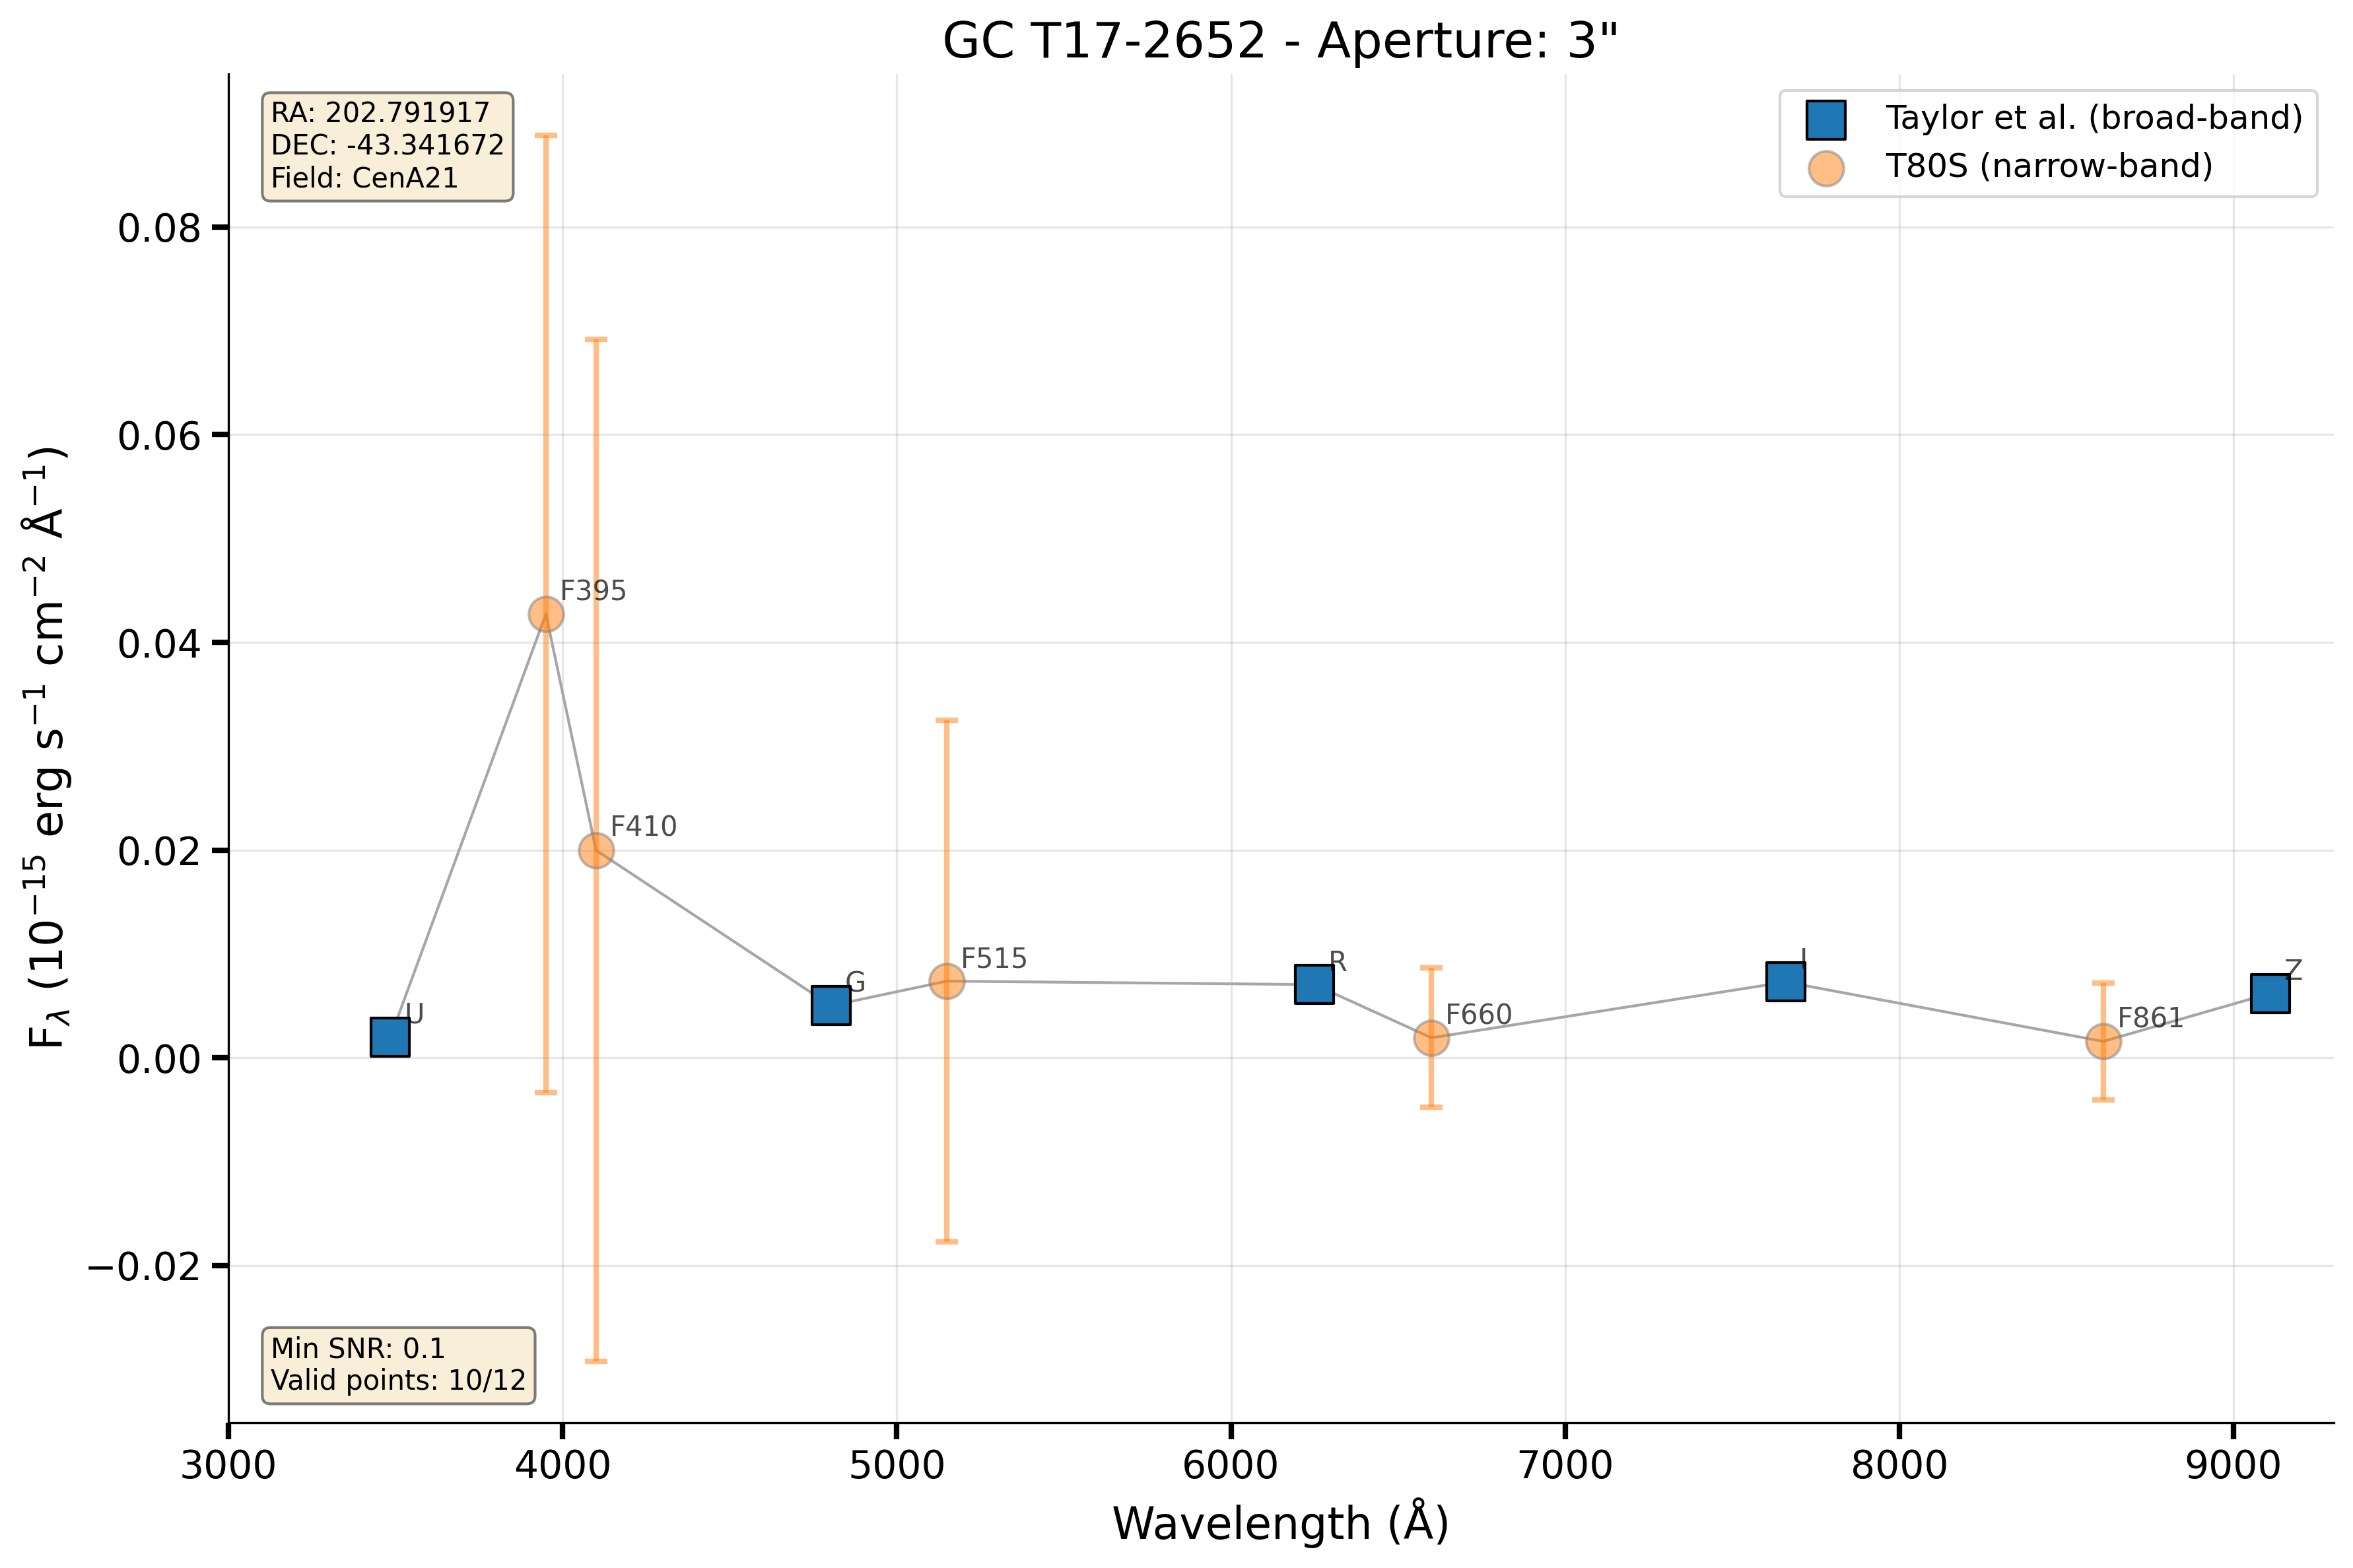 GC T17-2652 - Aperture: 3"
RA: 202.791917
DEC: -43.341672
Field: CenA21
Taylor et al. (broad-band)
T80S (narrow-band)
0.08
0.06
0.04
0.02
0.00
−0.02
F_λ (10⁻¹⁵ erg s⁻¹ cm⁻² Å⁻¹)
U
F395
F410
G
F515
R
F660
I
F861
Z
Min SNR: 0.1
Valid points: 10/12
3000
4000
5000
6000
7000
8000
9000
Wavelength (Å)